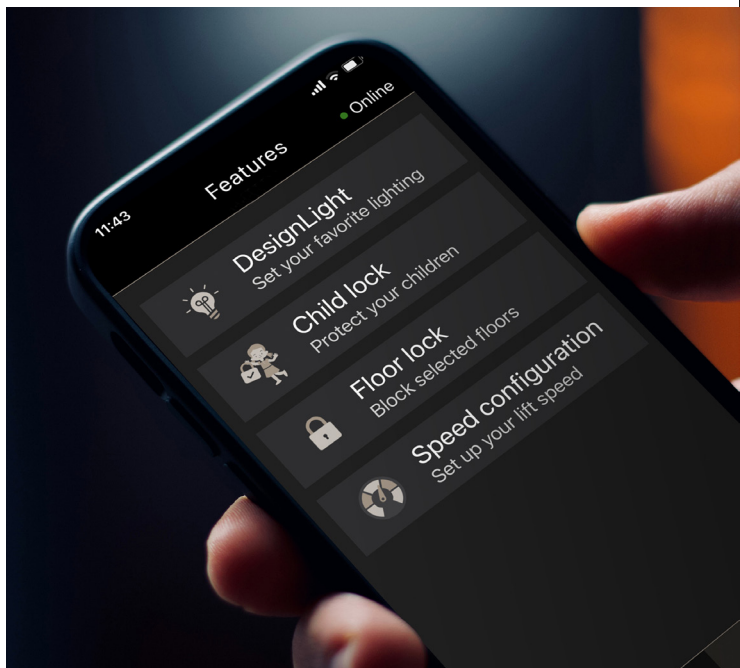 11:43
Features
Online
DesignLight
Set your favorite lighting
Child lock
Protect your children
Floor lock
Block selected floors
Speed configuration
Set up your lift speed